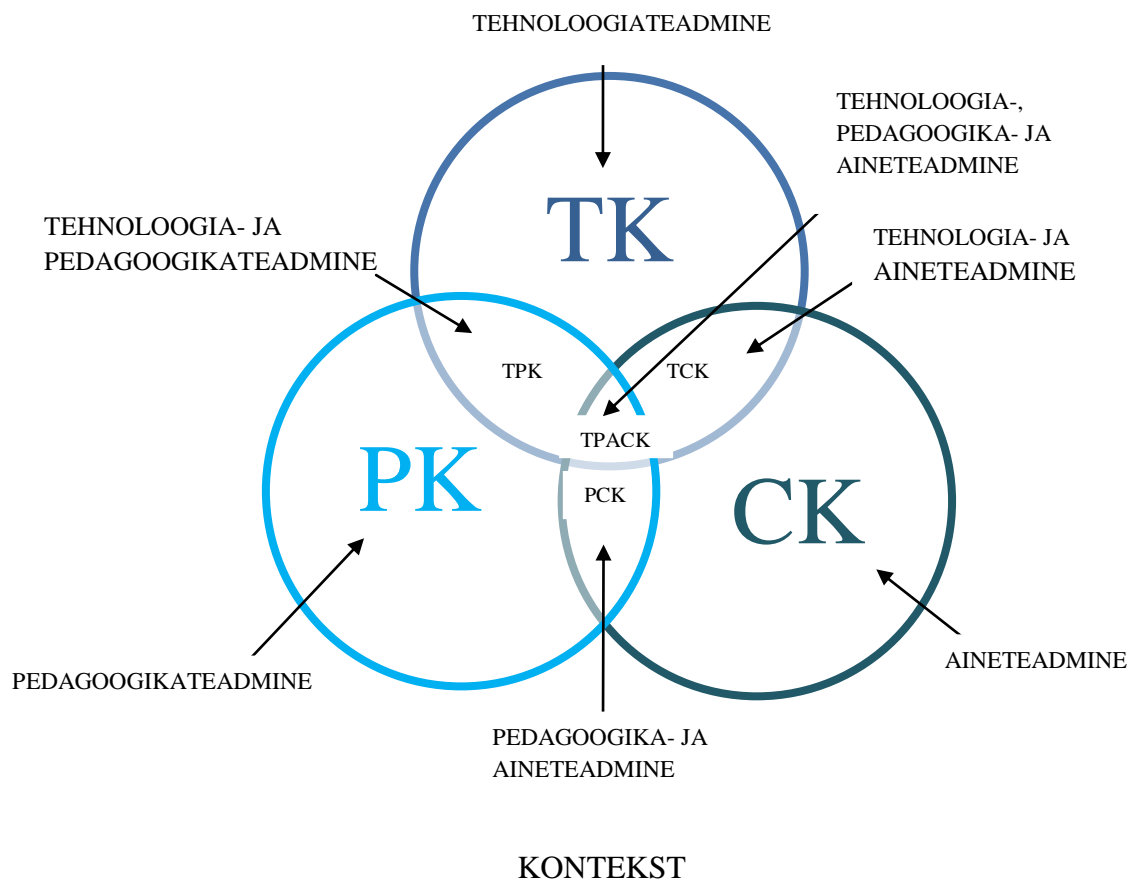 TEHNOLOOGIATEADMINE
TEHNOLOOGIA-,
PEDAGOOGIKA- JA
AINETEADMINE
TK
TEHNOLOOGIA- JA
PEDAGOOGIKATEADMINE
TEHNOLOGIA- JA
AINETEADMINE
TPK
TCK
TPACK
PK
PCK
CK
PEDAGOOGIKATEADMINE
AINETEADMINE
PEDAGOOGIKA- JA
AINETEADMINE
KONTEKST